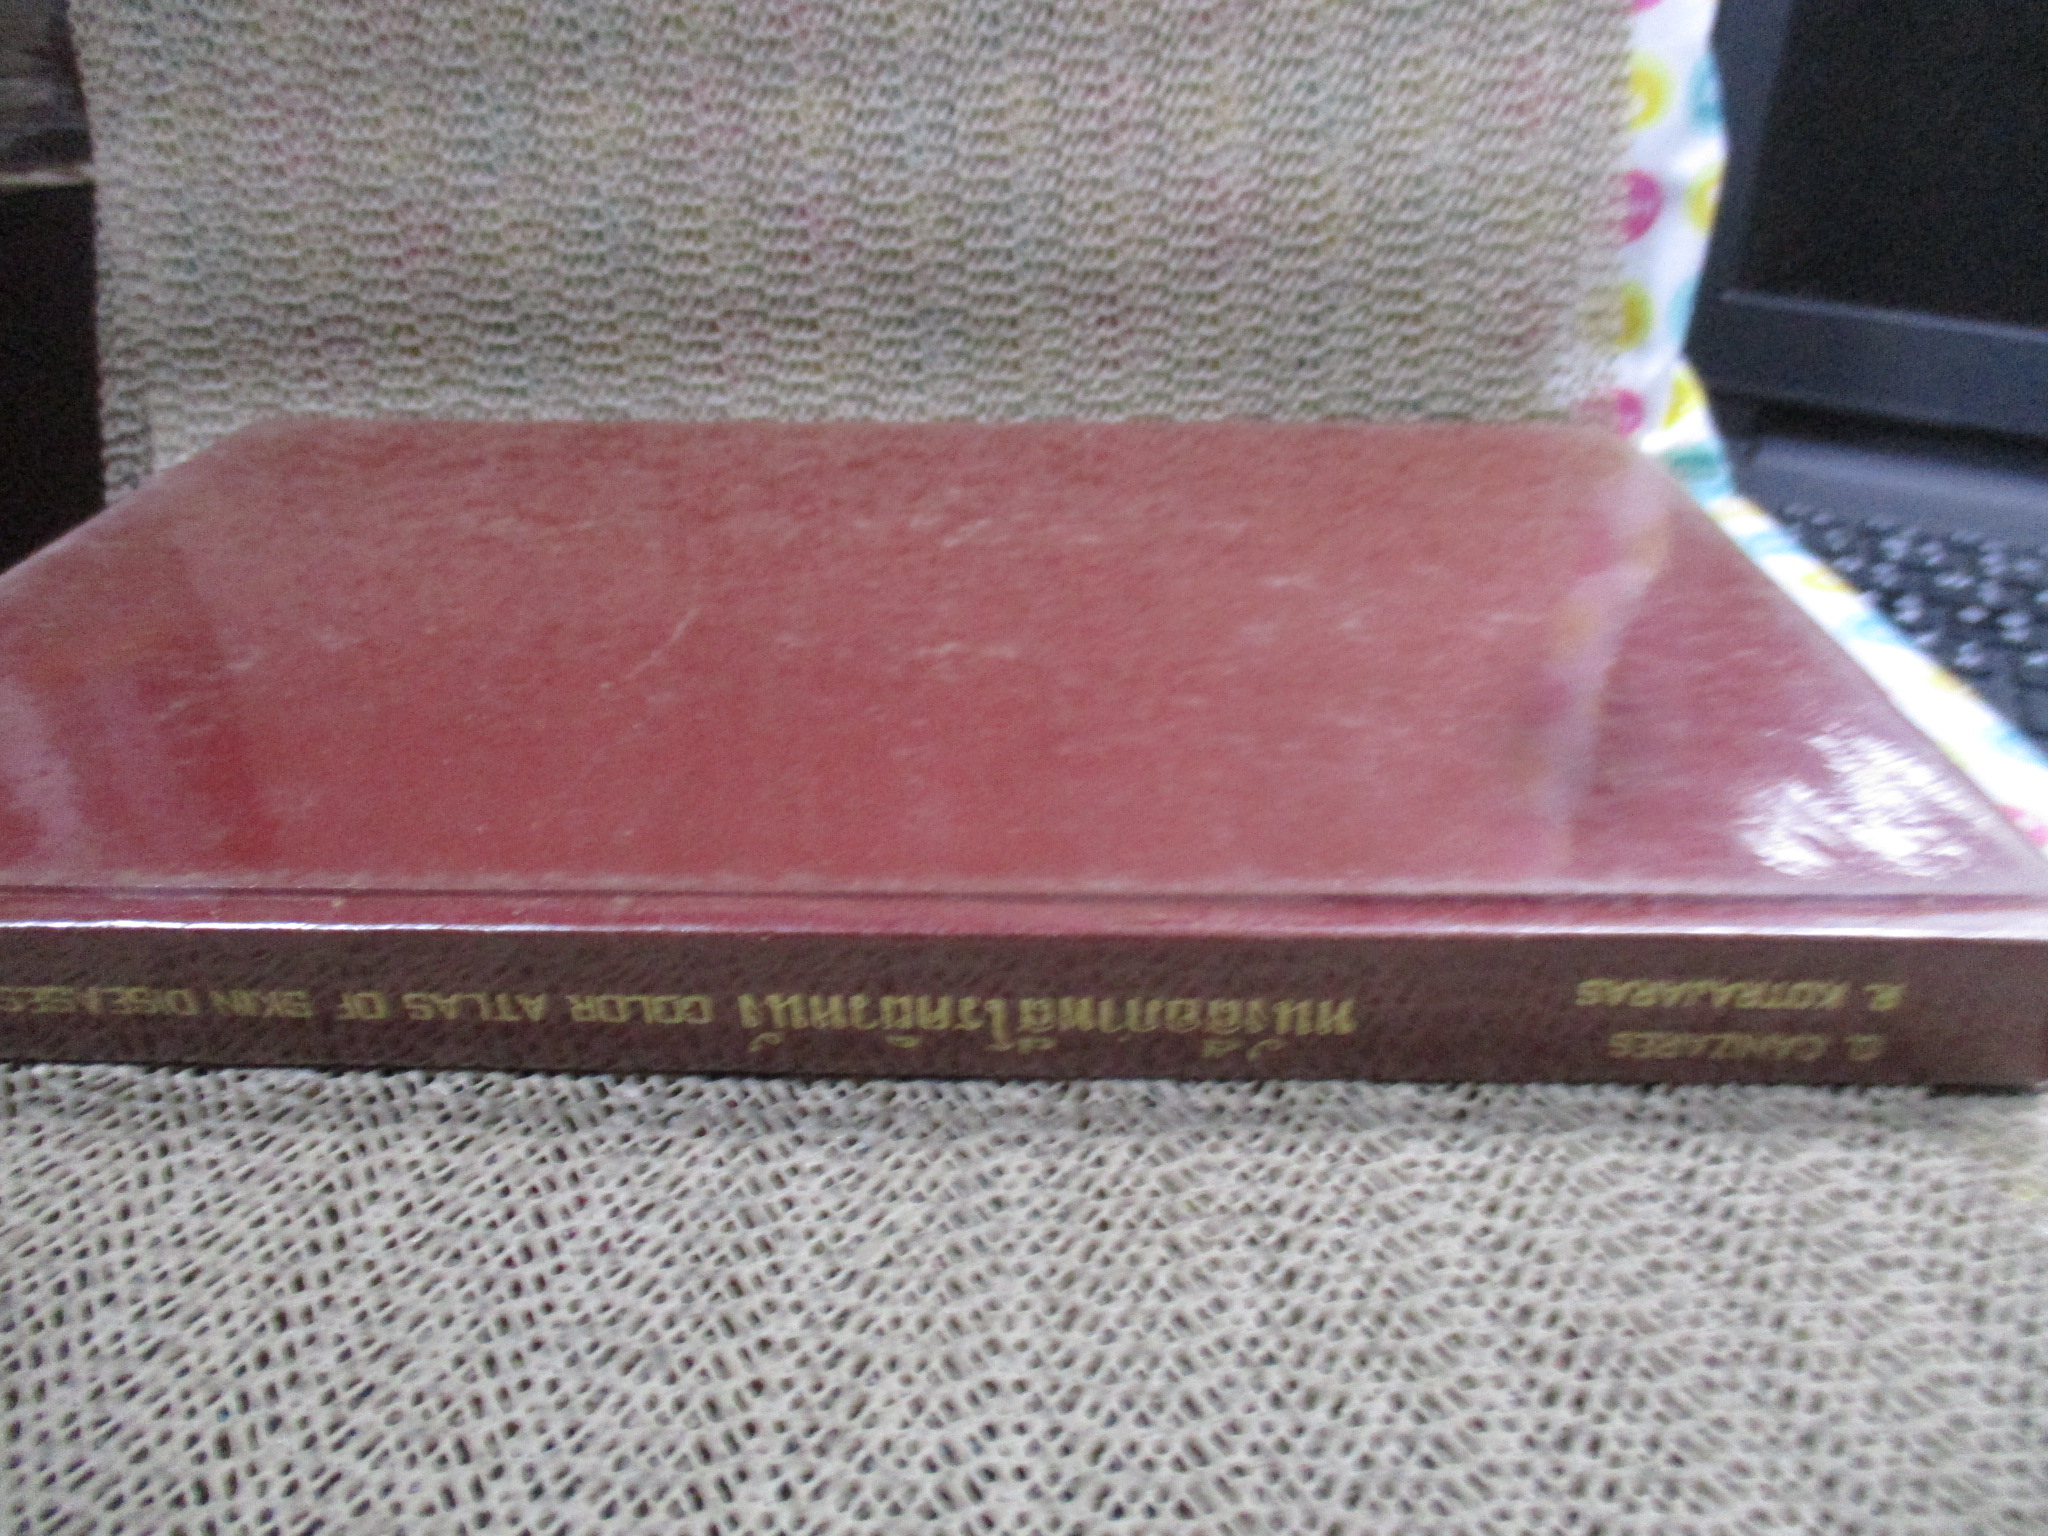 O. CANIZARES
R. KOTRAJARAS
หนังสือภาพสีโรคผิวหนัง COLOR ATLAS OF SKIN DISEASES